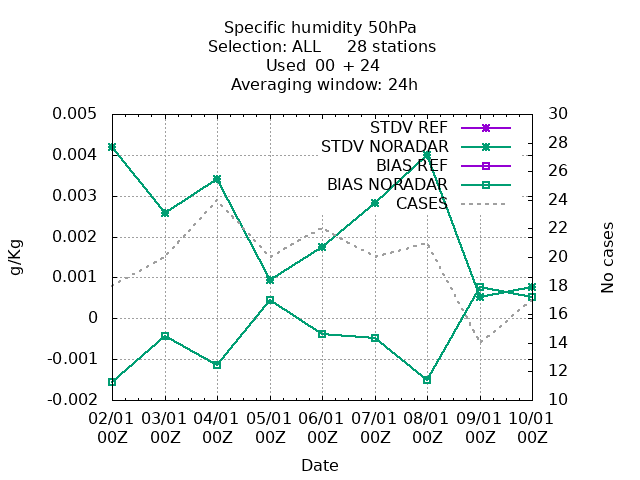 Specific humidity 50hPa
Selection: ALL 28 stations
Used 00 + 24
Averaging window: 24h
STDV REF
STDV NORADAR
BIAS REF
BIAS NORADAR
CASES
g/Kg
0.005
0.004
0.003
0.002
0.001
0
-0.001
-0.002
No cases
30
28
26
24
22
20
18
16
14
12
10
02/01 03/01 04/01 05/01 06/01 07/01 08/01 09/01 10/01
00Z 00Z 00Z 00Z 00Z 00Z 00Z 00Z 00Z
Date